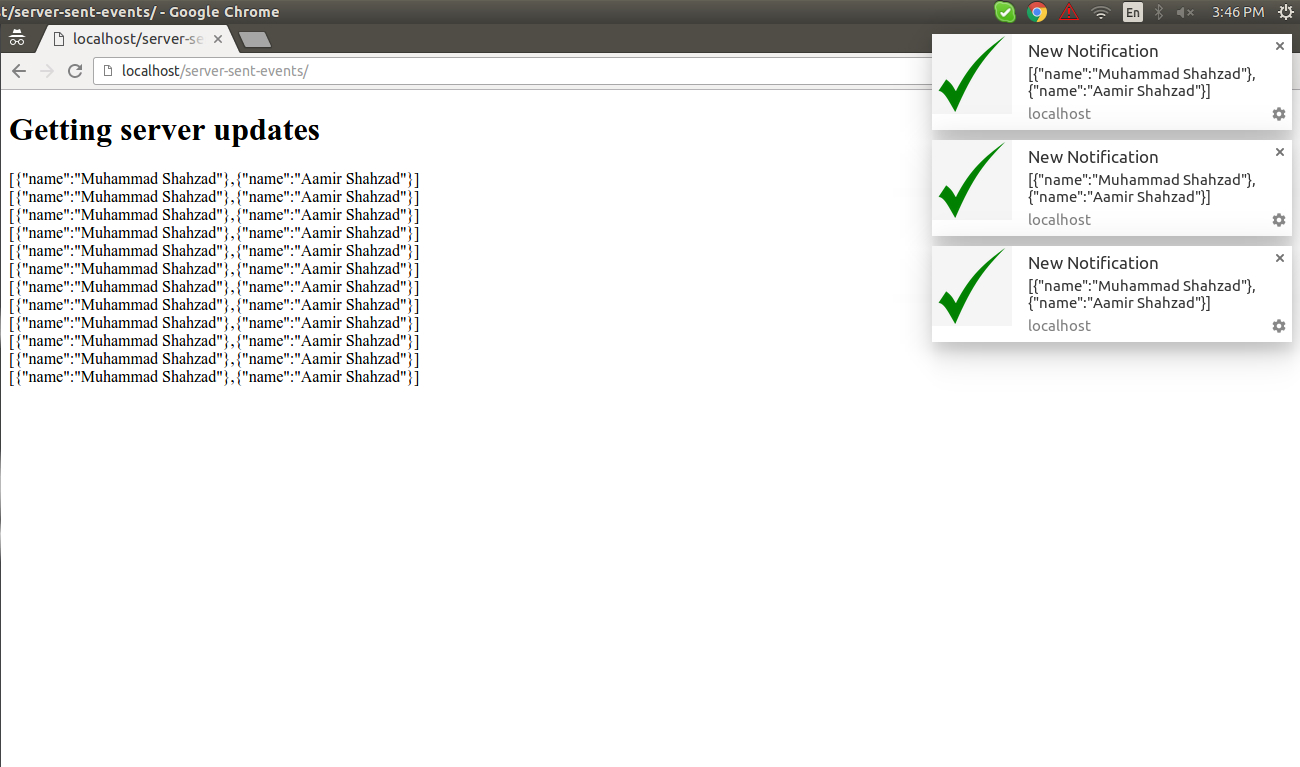 t/server-sent-events/ - Google Chrome
En
3:46 PM
localhost/server-se
localhost/server-sent-events/
Getting server updates
[{"name":"Muhammad Shahzad"},{"name":"Aamir Shahzad"}]
[{"name":"Muhammad Shahzad"},{"name":"Aamir Shahzad"}]
[{"name":"Muhammad Shahzad"},{"name":"Aamir Shahzad"}]
[{"name":"Muhammad Shahzad"},{"name":"Aamir Shahzad"}]
[{"name":"Muhammad Shahzad"},{"name":"Aamir Shahzad"}]
[{"name":"Muhammad Shahzad"},{"name":"Aamir Shahzad"}]
[{"name":"Muhammad Shahzad"},{"name":"Aamir Shahzad"}]
[{"name":"Muhammad Shahzad"},{"name":"Aamir Shahzad"}]
[{"name":"Muhammad Shahzad"},{"name":"Aamir Shahzad"}]
[{"name":"Muhammad Shahzad"},{"name":"Aamir Shahzad"}]
[{"name":"Muhammad Shahzad"},{"name":"Aamir Shahzad"}]
[{"name":"Muhammad Shahzad"},{"name":"Aamir Shahzad"}]
New Notification
[{"name":"Muhammad Shahzad"},
{"name":"Aamir Shahzad"}]
localhost
New Notification
[{"name":"Muhammad Shahzad"},
{"name":"Aamir Shahzad"}]
localhost
New Notification
[{"name":"Muhammad Shahzad"},
{"name":"Aamir Shahzad"}]
localhost